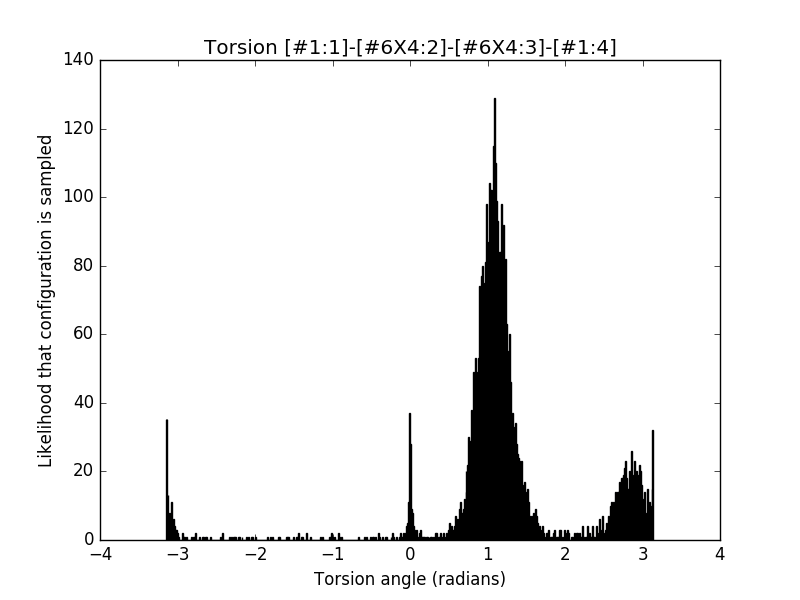 Torsion [#1:1]-[#6X4:2]-[#6X4:3]-[#1:4]
140
120
100
80
60
40
20
0
Likelihood that configuration is sampled
−4 −3 −2 −1 0 1 2 3 4
Torsion angle (radians)